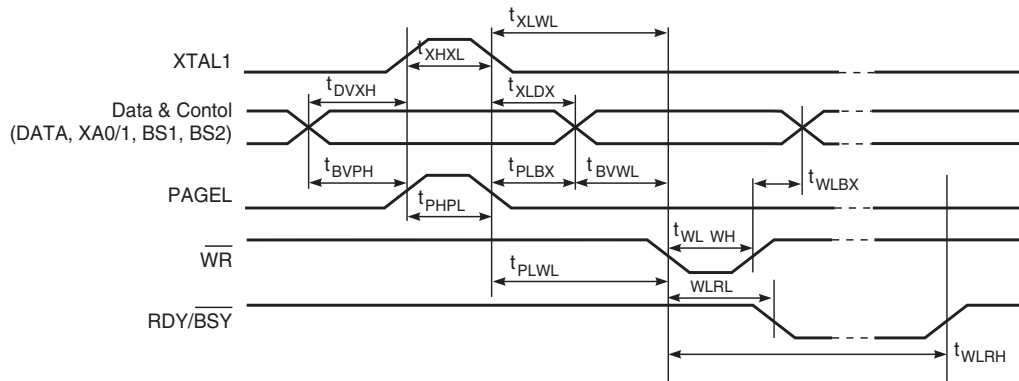 tXLWL
XTAL1
tXHXL
tDVXH
tXLDX
Data & Contol
(DATA, XA0/1, BS1, BS2)
tBVPH
tPLBX
tBVWL
tWLBX
PAGEL
tPHPL
tWL WH
WR
tPLWL
WLRL
RDY/BSY
tWLRH